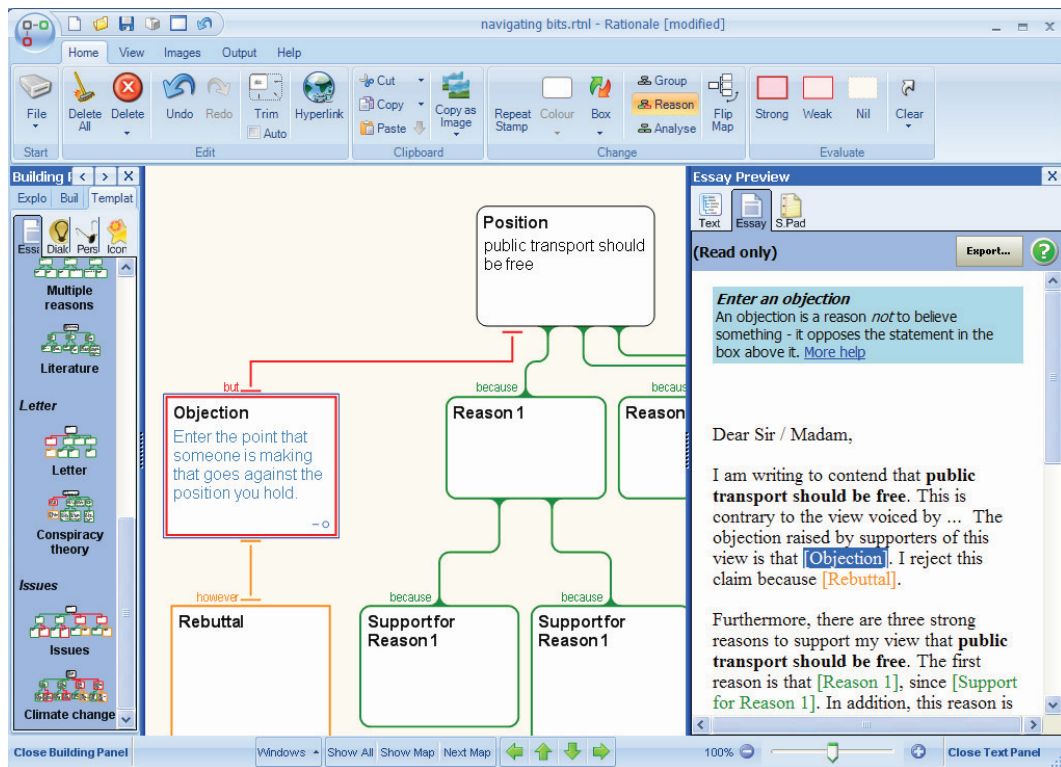 navigating bits.rtnl - Rationale [modified]
Home View Images Output Help
File
Start
Delete All
Delete
Undo
Redo
Trim
Auto
Hyperlink
Edit
Cut
Copy
Paste
Copy as Image
Clipboard
Repeat Stamp
Colour
Box
Group
Reason
Analyse
Flip Map
Change
Strong
Weak
Nil
Clear
Evaluate
Building
Explo Buil Templat
Essa Dialo Pers Icon
Multiple
reasons
Literature
Letter
Letter
Conspiracy
theory
Issues
Issues
Climate change
Position
public transport should
be free
but
because
becaus
Objection
Enter the point that
someone is making
that goes against the
position you hold.
Reason 1
Reason
however
because
because
Rebuttal
Support for
Reason 1
Support for
Reason 1
Essay Preview
Text Essay S.Pad
(Read only)
Export...
Enter an objection
An objection is a reason not to believe
something - it opposes the statement in the
box above it. More help
Dear Sir / Madam,
I am writing to contend that public
transport should be free. This is
contrary to the view voiced by ... The
objection raised by supporters of this
view is that [Objection]. I reject this
claim because [Rebuttal].
Furthermore, there are three strong
reasons to support my view that public
transport should be free. The first
reason is that [Reason 1], since [Support
for Reason 1]. In addition, this reason is
Close Building Panel
Windows Show All Show Map Next Map
100%
Close Text Panel